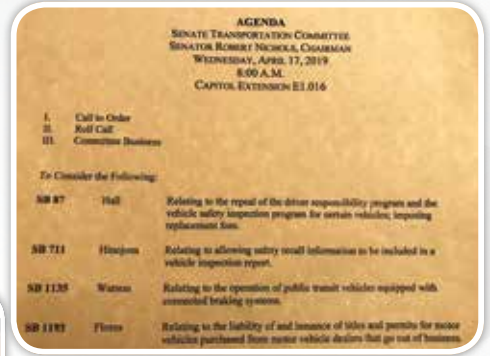 AGENDA
SENATE TRANSPORTATION COMMITTEE
SENATOR ROBERT NICHOLS, CHAIRMAN
WEDNESDAY, APRIL 17, 2019
8:00 A.M.
CAPITOL EXTENSION E1.016
I. Call to Order
II. Roll Call
III. Committee Business
To Consider the Following:
SB 87 Hall Relating to the repeal of the driver responsibility program and the
vehicle safety inspection program for certain vehicles; imposing
replacement fees.
SB 711 Hinojosa Relating to allowing safety recall information to be included in a
vehicle inspection report.
SB 1135 Watson Relating to the operation of public transit vehicles equipped with
connected braking systems.
SB 1193 Flores Relating to the liability of and issuance of titles and permits for motor
vehicles purchased from motor vehicle dealers that go out of business.